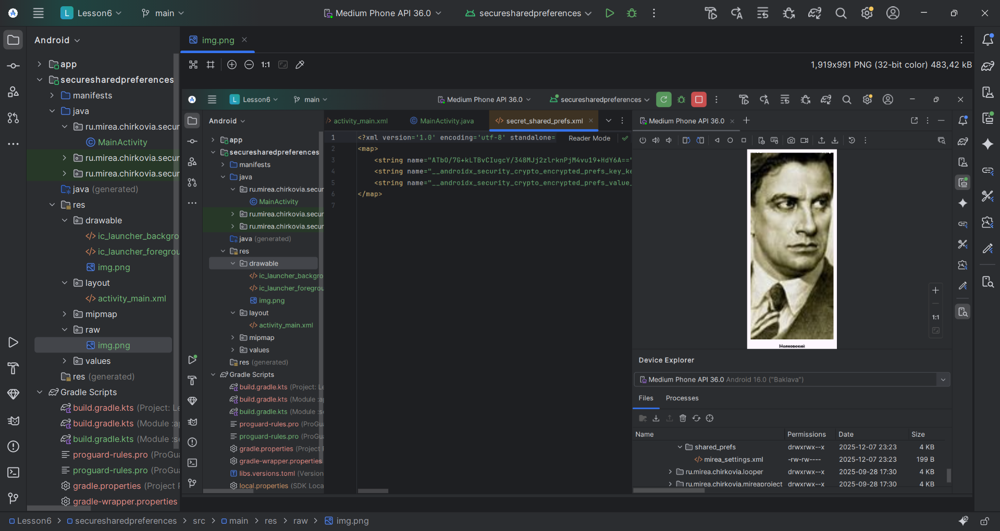 Lesson6
main
Medium Phone API 36.0
securesharedpreferences
Android
img.png
1:1
1,919x991 PNG (32-bit color) 483,42 kB
app
securesharedpreferences
manifests
java
ru.mirea.chirkovia.secur
MainActivity
ru.mirea.chirkovia.secur
ru.mirea.chirkovia.secur
java (generated)
res
drawable
ic_launcher_backgro
ic_launcher_foregrou
img.png
layout
activity_main.xml
mipmap
raw
img.png
values
res (generated)
Gradle Scripts
build.gradle.kts (Project: Le
build.gradle.kts (Module :ap
build.gradle.kts (Module :se
proguard-rules.pro (ProGua
proguard-rules.pro (ProGua
gradle.properties (Project F
gradle-wrapper.properties
L Lesson6
main
Medium Phone API 36.0
securesharedpreferences
Android
activity_main.xml
MainActivity.java
secret_shared_prefs.xml
Medium Phone API 36.0
app
securesharedpreferences
manifests
java
ru.mirea.chirkovia.secur
MainActivity
ru.mirea.chirkovia.secur
ru.mirea.chirkovia.secur
java (generated)
res
drawable
ic_launcher_backgro
ic_launcher_foregrou
img.png
layout
activity_main.xml
mipmap
values
res (generated)
Gradle Scripts
build.gradle.kts (Project: Le
build.gradle.kts (Module :ap
build.gradle.kts (Module :se
proguard-rules.pro (ProGua
proguard-rules.pro (ProGua
gradle.properties (Project F
gradle-wrapper.properties
libs.versions.toml (Version
local.properties (SDK Loca
Reader Mode
1 <?xml version='1.0' encoding='utf-8' standalone=
2 <map>
3 <string name="ATbO/7G+kLTBvCIugcY/348MJj2zlrknPjM4vu19+HdY6A=="
4 <string name="__androidx_security_crypto_encrypted_prefs_key_ke
5 <string name="__androidx_security_crypto_encrypted_prefs_value_
6 </map>
7
Маяковский
1:1
Device Explorer
Medium Phone API 36.0 Android 16.0 ("Baklava")
Files Processes
Name Permissions Date Size
shared_prefs drwxrwx--x 2025-12-07 23:23 4 KB
mirea_settings.xml -rw-rw---- 2025-12-07 23:23 199 B
ru.mirea.chirkovia.looper drwxrwx--x 2025-09-28 17:30 4 KB
ru.mirea.chirkovia.mireaproject drwxrwx--x 2025-09-28 17:30 4 KB
Lesson6 > securesharedpreferences > src > main > res > raw > img.png